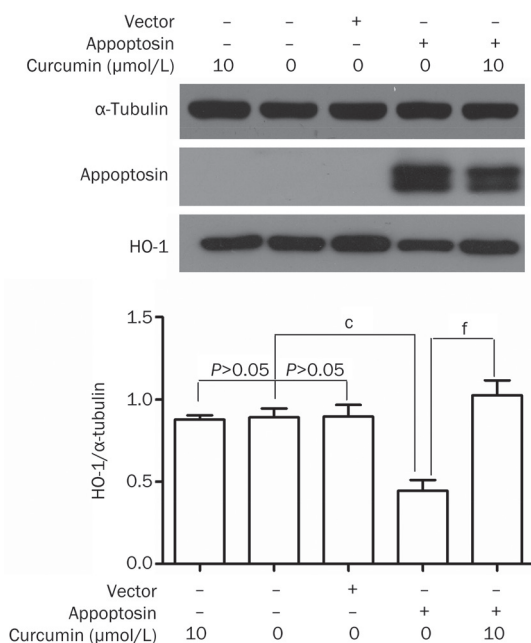 Vector – – + – –
Appoptosin – – – + +
Curcumin (μmol/L) 10 0 0 0 10
α-Tubulin
Appoptosin
HO-1
1.5
c
f
P>0.05 P>0.05
1.0
HO-1/α-tubulin
0.5
0.0
Vector – – + – –
Appoptosin – – – + +
Curcumin (μmol/L) 10 0 0 0 10